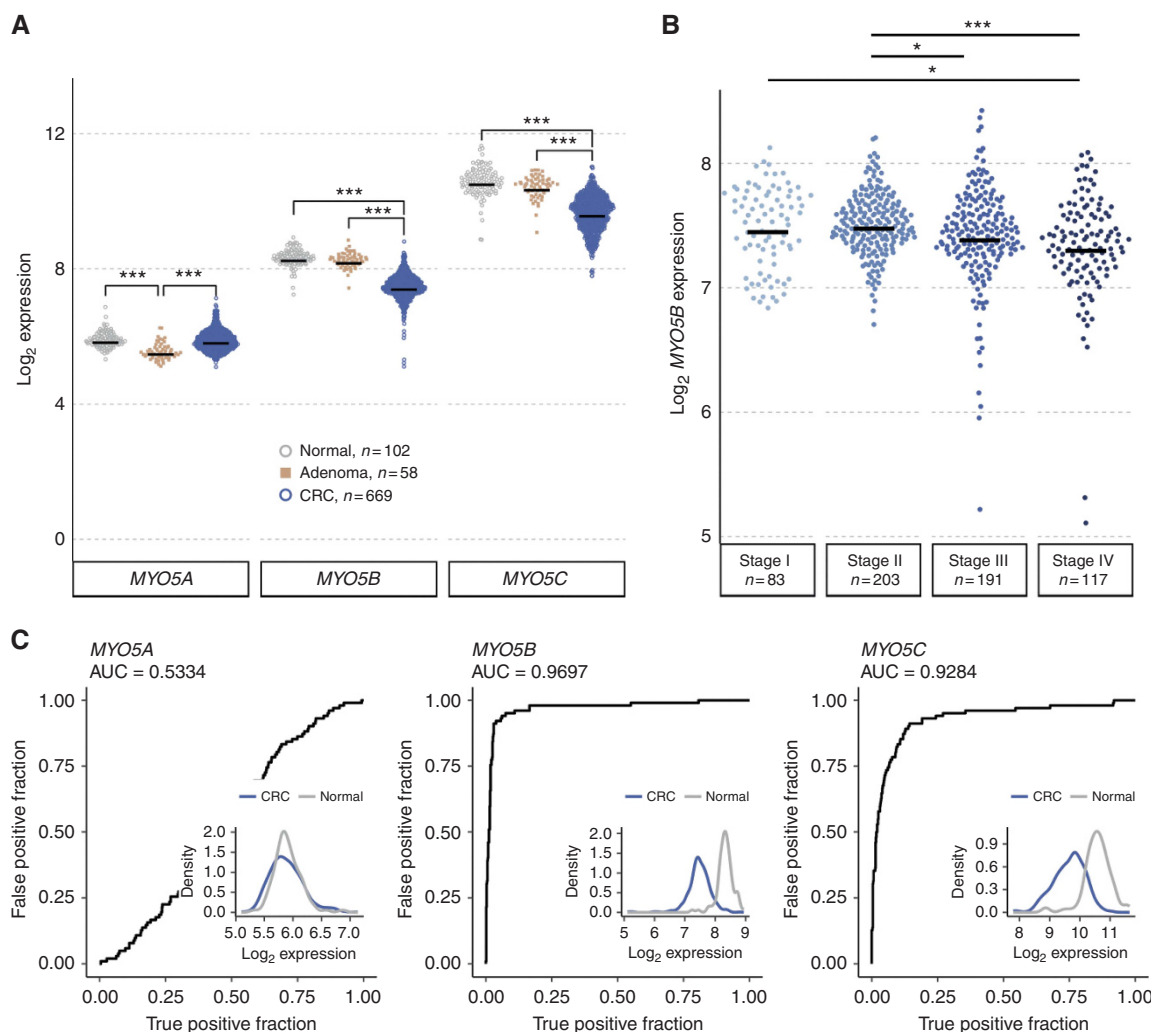 A
Log2 expression
12
8
4
0
***
***
***
***
***
***
Normal, n=102
Adenoma, n=58
CRC, n=669
MYO5A
MYO5B
MYO5C
B
***
*
*
Log2 MYO5B expression
8
7
6
5
Stage I
n=83
Stage II
n=203
Stage III
n=191
Stage IV
n=117
C
MYO5A
AUC = 0.5334
False positive fraction
1.00
0.75
0.50
0.25
0.00
0.00 0.25 0.50 0.75 1.00
True positive fraction
CRC Normal
Density
2.0
1.5
1.0
0.5
0.0
5.0 5.5 6.0 6.5 7.0
Log2 expression
MYO5B
AUC = 0.9697
False positive fraction
1.00
0.75
0.50
0.25
0.00
0.00 0.25 0.50 0.75 1.00
True positive fraction
CRC Normal
Density
2.0
1.5
1.0
0.5
0.0
5 6 7 8 9
Log2 expression
MYO5C
AUC = 0.9284
False positive fraction
1.00
0.75
0.50
0.25
0.00
0.00 0.25 0.50 0.75 1.00
True positive fraction
CRC Normal
Density
0.9
0.6
0.3
0.0
8 9 10 11
Log2 expression